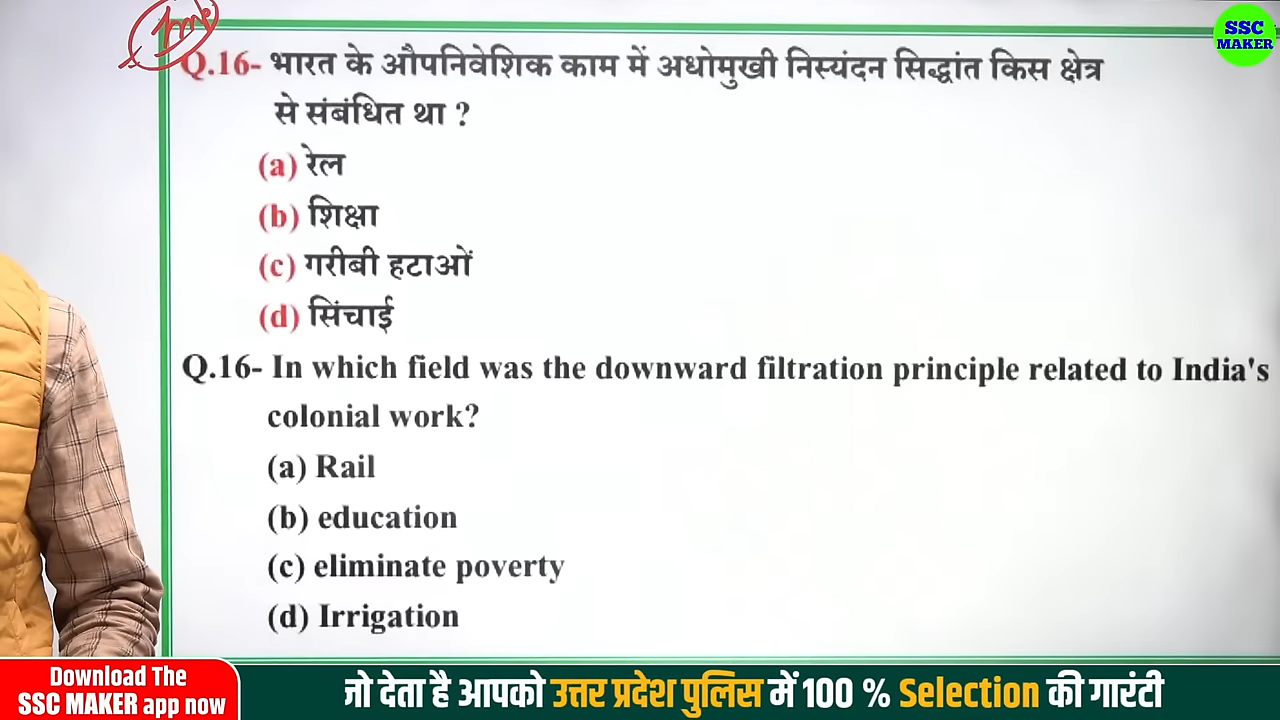 Imp
SSC
MAKER
Q.16- भारत के औपनिवेशिक काम में अधोमुखी निस्यंदन सिद्धांत किस क्षेत्र
से संबंधित था ?
(a) रेल
(b) शिक्षा
(c) गरीबी हटाओं
(d) सिंचाई
Q.16- In which field was the downward filtration principle related to India's
colonial work?
(a) Rail
(b) education
(c) eliminate poverty
(d) Irrigation
Download The
SSC MAKER app now
जो देता है आपको उत्तर प्रदेश पुलिस में 100 % Selection की गारंटी